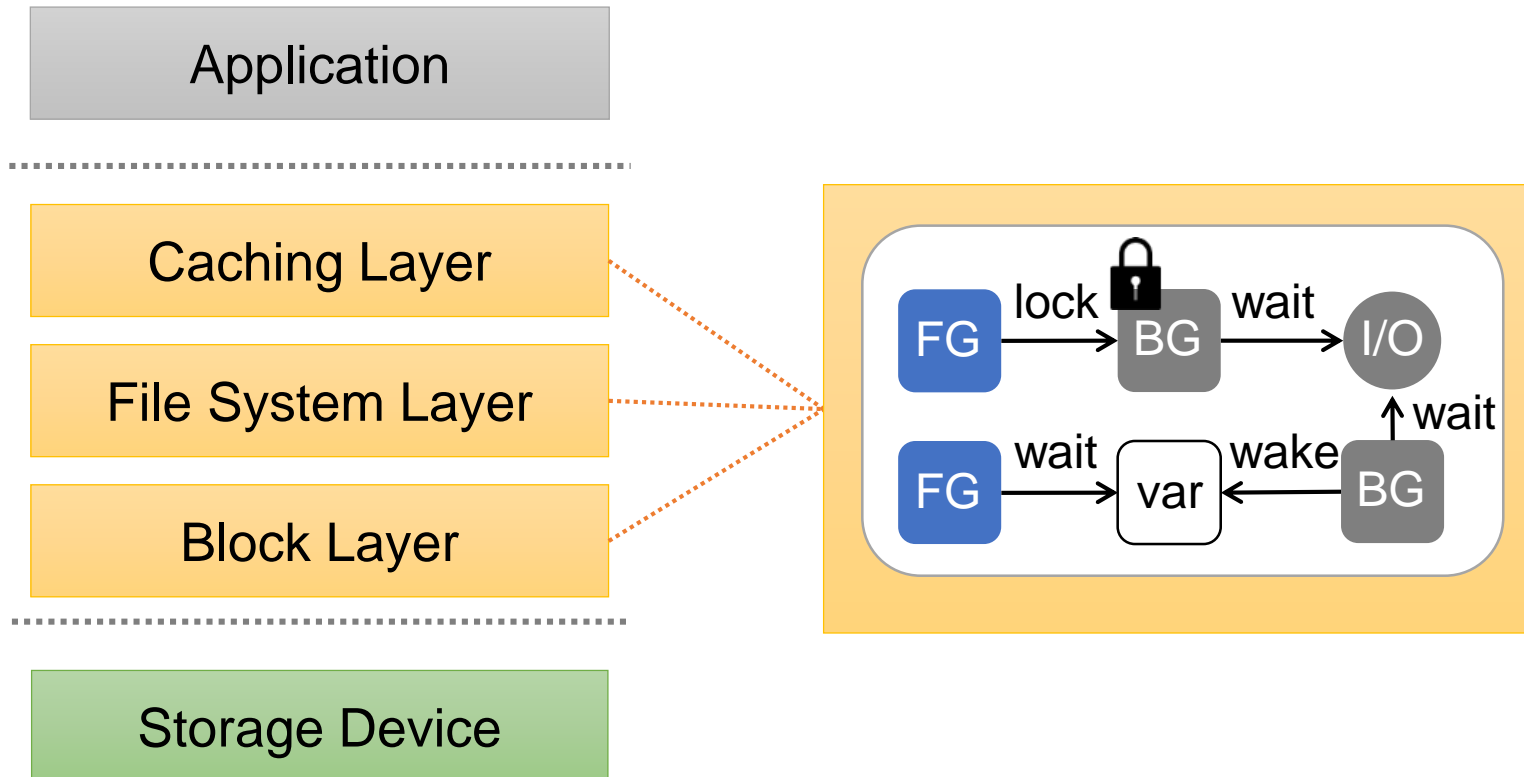 Application
Caching Layer
File System Layer
Block Layer
Storage Device
FG lock BG wait I/O
wait
FG wait var wake BG